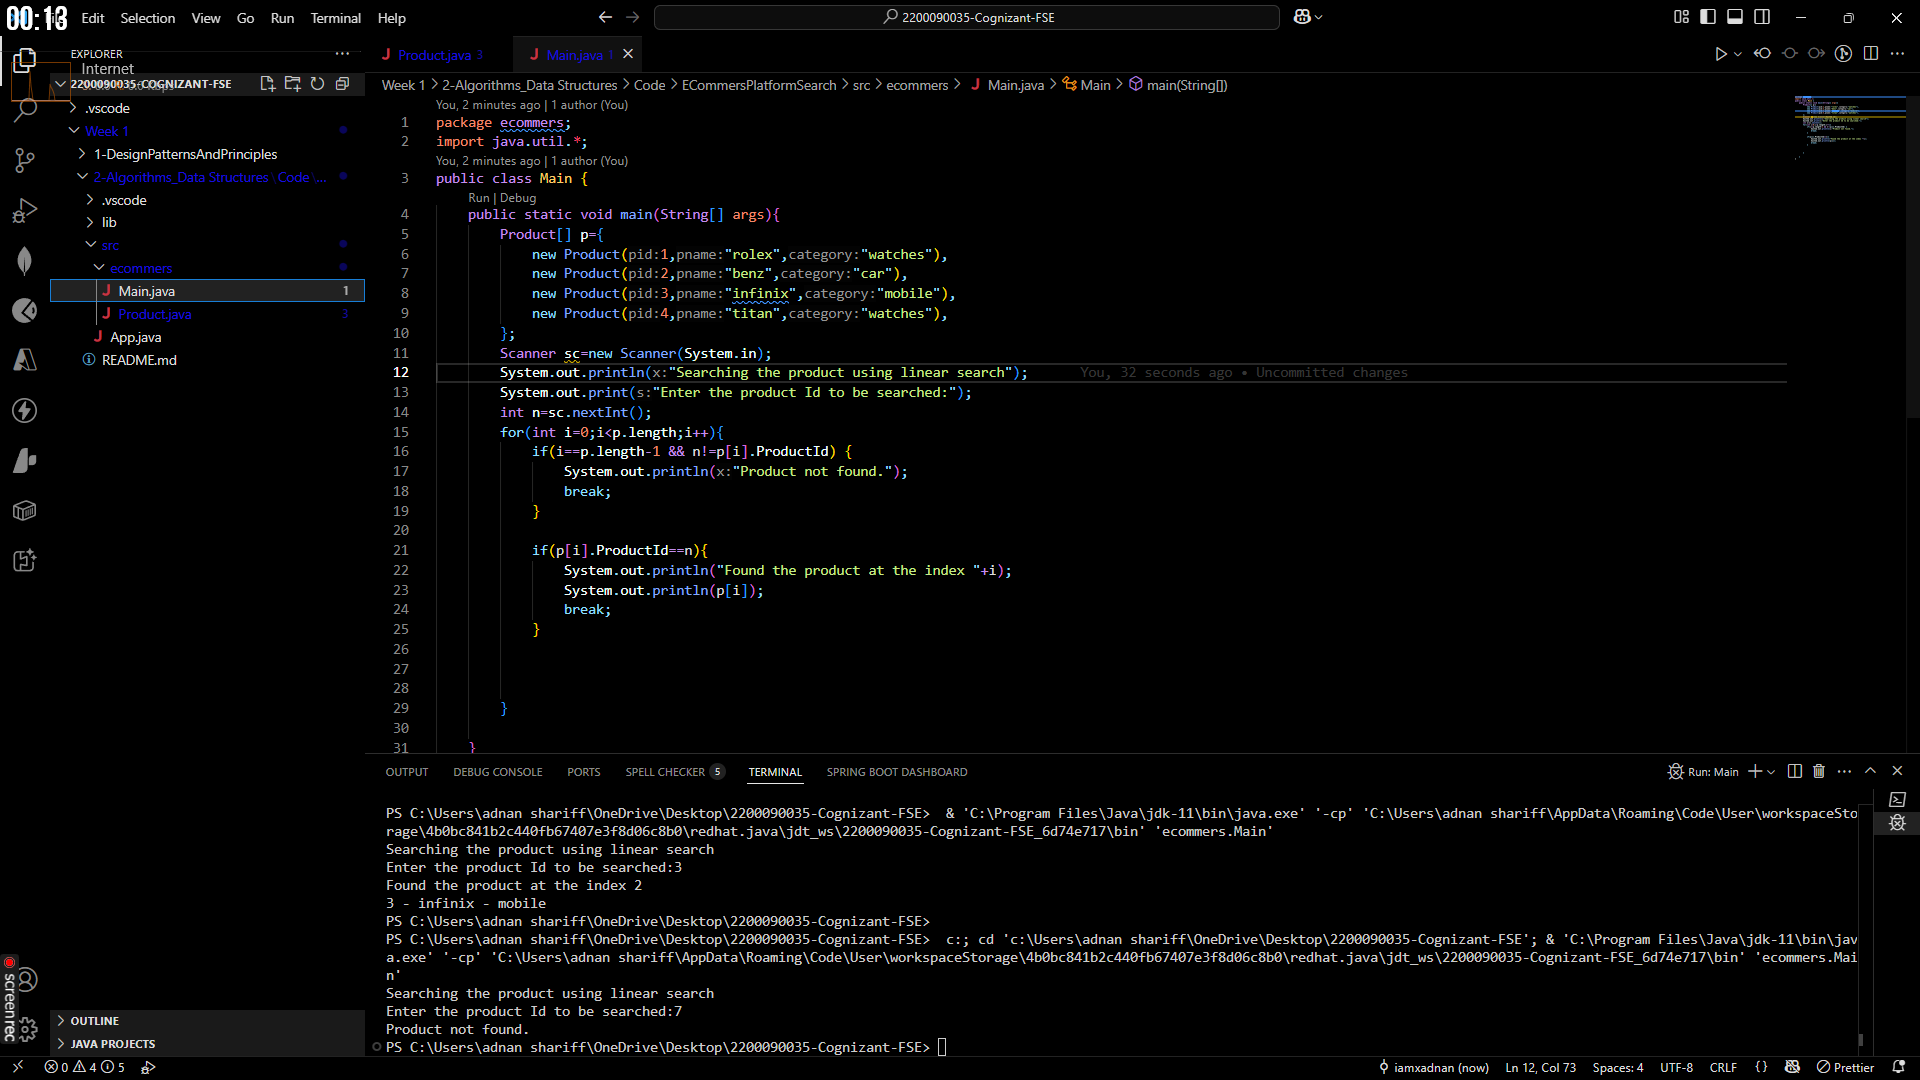 00:13
Edit Selection View Go Run Terminal Help
2200090035-Cognizant-FSE
EXPLORER
Internet
2200090035-COGNIZANT-FSE
.vscode
Week 1
1-DesignPatternsAndPrinciples
2-Algorithms_Data Structures\Code\...
.vscode
lib
src
ecommers
Main.java 1
Product.java 3
App.java
README.md
OUTLINE
JAVA PROJECTS
screen rec
Product.java 3
Main.java 1
Week 1 > 2-Algorithms_Data Structures > Code > ECommersPlatformSearch > src > ecommers > Main.java > Main > main(String[])
You, 2 minutes ago | 1 author (You)
1 package ecommers;
2 import java.util.*;
You, 2 minutes ago | 1 author (You)
3 public class Main {
Run | Debug
4 public static void main(String[] args){
5 Product[] p={
6 new Product(pid:1,pname:"rolex",category:"watches"),
7 new Product(pid:2,pname:"benz",category:"car"),
8 new Product(pid:3,pname:"infinix",category:"mobile"),
9 new Product(pid:4,pname:"titan",category:"watches"),
10 };
11 Scanner sc=new Scanner(System.in);
12 System.out.println(x:"Searching the product using linear search"); You, 32 seconds ago • Uncommitted changes
13 System.out.print(s:"Enter the product Id to be searched:");
14 int n=sc.nextInt();
15 for(int i=0;i<p.length;i++){
16 if(i==p.length-1 && n!=p[i].ProductId) {
17 System.out.println(x:"Product not found.");
18 break;
19 }
20
21 if(p[i].ProductId==n){
22 System.out.println("Found the product at the index "+i);
23 System.out.println(p[i]);
24 break;
25 }
26
27
28
29 }
30
31 }
OUTPUT DEBUG CONSOLE PORTS SPELL CHECKER 5 TERMINAL SPRING BOOT DASHBOARD
Run: Main
PS C:\Users\adnan shariff\OneDrive\Desktop\2200090035-Cognizant-FSE> & 'C:\Program Files\Java\jdk-11\bin\java.exe' '-cp' 'C:\Users\adnan shariff\AppData\Roaming\Code\User\workspaceSto
rage\4b0bc841b2c440fb67407e3f8d06c8b0\redhat.java\jdt_ws\2200090035-Cognizant-FSE_6d74e717\bin' 'ecommers.Main'
Searching the product using linear search
Enter the product Id to be searched:3
Found the product at the index 2
3 - infinix - mobile
PS C:\Users\adnan shariff\OneDrive\Desktop\2200090035-Cognizant-FSE>
PS C:\Users\adnan shariff\OneDrive\Desktop\2200090035-Cognizant-FSE> c:; cd 'c:\Users\adnan shariff\OneDrive\Desktop\2200090035-Cognizant-FSE'; & 'C:\Program Files\Java\jdk-11\bin\jav
a.exe' '-cp' 'C:\Users\adnan shariff\AppData\Roaming\Code\User\workspaceStorage\4b0bc841b2c440fb67407e3f8d06c8b0\redhat.java\jdt_ws\2200090035-Cognizant-FSE_6d74e717\bin' 'ecommers.Mai
n'
Searching the product using linear search
Enter the product Id to be searched:7
Product not found.
PS C:\Users\adnan shariff\OneDrive\Desktop\2200090035-Cognizant-FSE>
0 4 5
iamxadnan (now) Ln 12, Col 73 Spaces: 4 UTF-8 CRLF {} Prettier